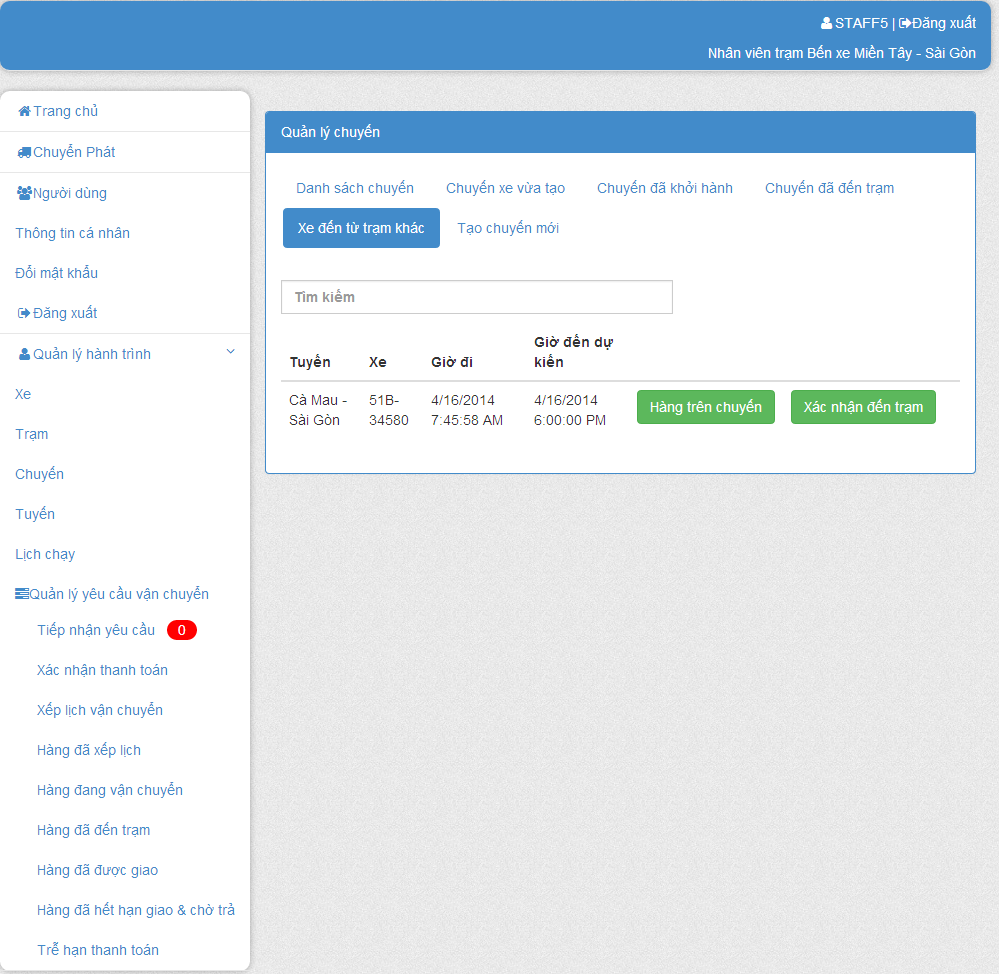 STAFF5 | Đăng xuất
Nhân viên trạm Bến xe Miền Tây - Sài Gòn
Trang chủ
Chuyển Phát
Người dùng
Thông tin cá nhân
Đổi mật khẩu
Đăng xuất
Quản lý hành trình
Xe
Trạm
Chuyến
Tuyến
Lịch chạy
Quản lý yêu cầu vận chuyển
Tiếp nhận yêu cầu 0
Xác nhận thanh toán
Xếp lịch vận chuyển
Hàng đã xếp lịch
Hàng đang vận chuyển
Hàng đã đến trạm
Hàng đã được giao
Hàng đã hết hạn giao & chờ trả
Trễ hạn thanh toán
Quản lý chuyến
Danh sách chuyến Chuyến xe vừa tạo Chuyến đã khởi hành Chuyến đã đến trạm
Xe đến từ trạm khác Tạo chuyến mới
Tìm kiếm
Giờ đến dự
Tuyến Xe Giờ đi kiến
Cà Mau - 51B- 4/16/2014 4/16/2014 Hàng trên chuyến Xác nhận đến trạm
Sài Gòn 34580 7:45:58 AM 6:00:00 PM